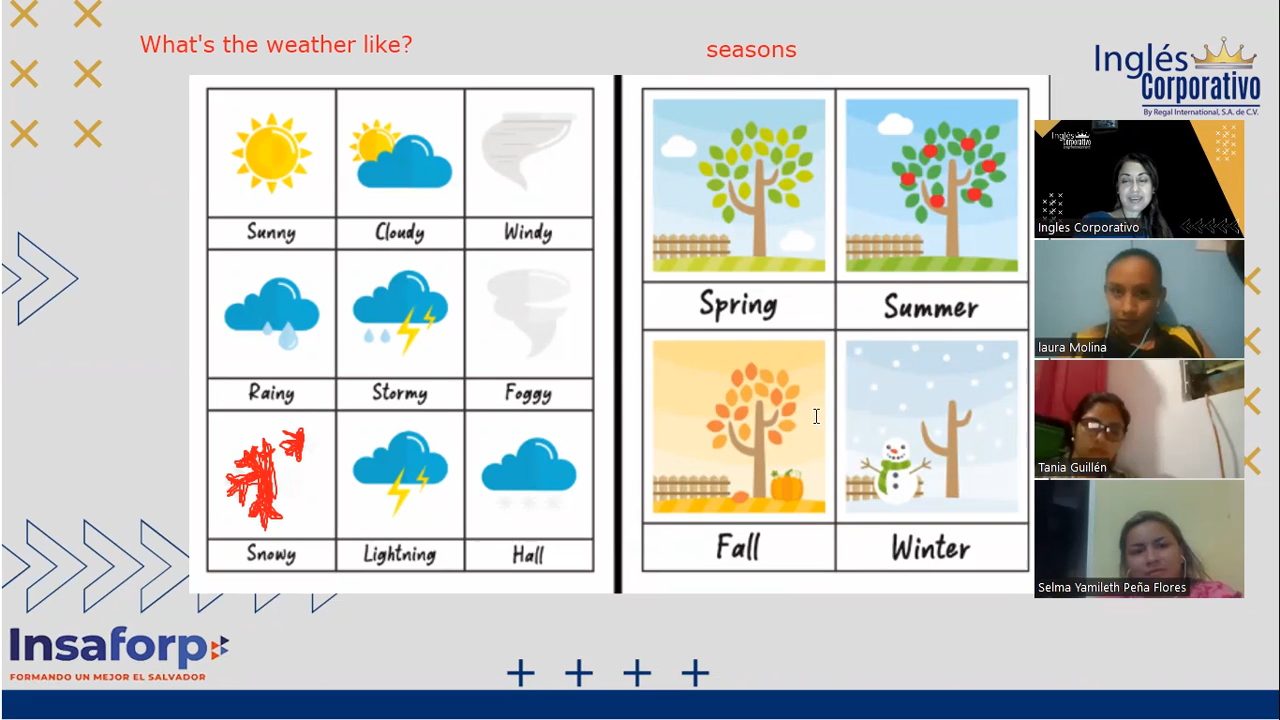 What's the weather like?
seasons
Inglés
Corporativo
By Regal International, S.A. de C.V.
Sunny
Cloudy
Windy
Rainy
Stormy
Foggy
Snowy
Lightning
Hall
Spring
Summer
Fall
Winter
Inglés
Corporativo
Ingles Corporativo
laura Molina
Tania Guillén
Selma Yamileth Peña Flores
Insaforp
FORMANDO UN MEJOR EL SALVADOR